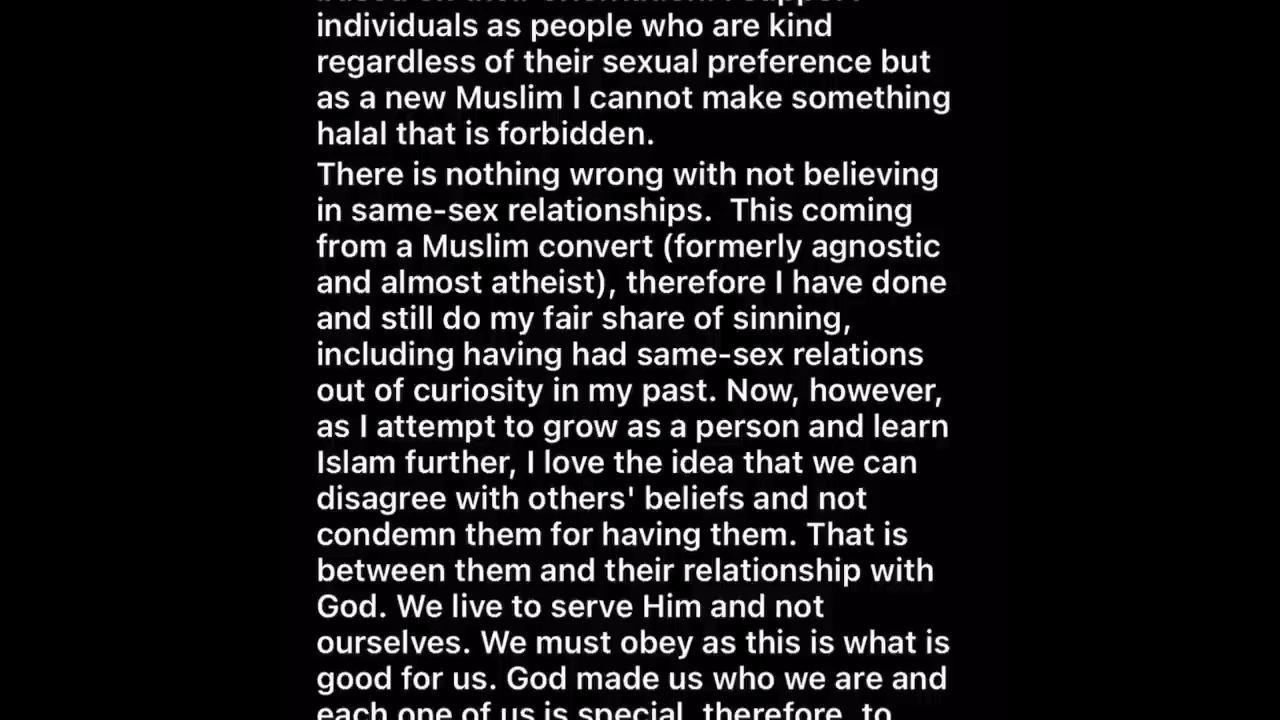 individuals as people who are kind
regardless of their sexual preference but
as a new Muslim I cannot make something
halal that is forbidden.
There is nothing wrong with not believing
in same-sex relationships.  This coming
from a Muslim convert (formerly agnostic
and almost atheist), therefore I have done
and still do my fair share of sinning,
including having had same-sex relations
out of curiosity in my past. Now, however,
as I attempt to grow as a person and learn
Islam further, I love the idea that we can
disagree with others' beliefs and not
condemn them for having them. That is
between them and their relationship with
God. We live to serve Him and not
ourselves. We must obey as this is what is
good for us. God made us who we are and
each one of us is special, therefore, to